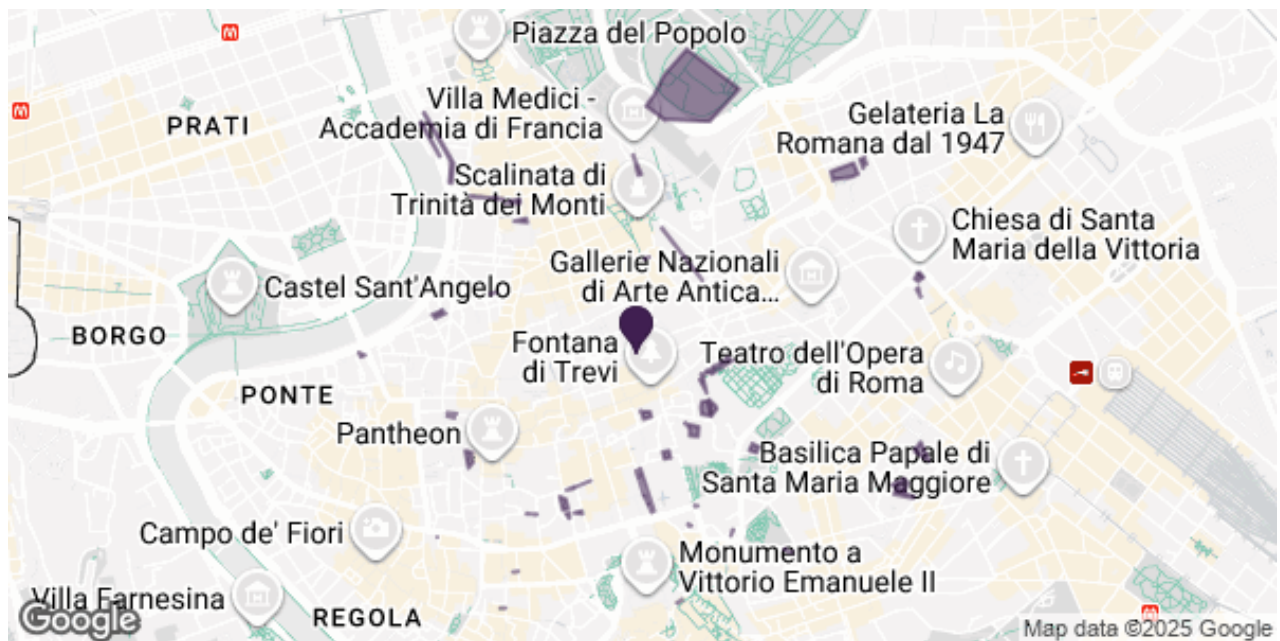 Piazza del Popolo
Villa Medici -
Accademia di Francia
PRATI
Gelateria La
Romana dal 1947
Scalinata di
Trinità dei Monti
Chiesa di Santa
Maria della Vittoria
Gallerie Nazionali
di Arte Antica...
Castel Sant'Angelo
BORGO
Fontana
di Trevi
Teatro dell'Opera
di Roma
PONTE
Pantheon
Basilica Papale di
Santa Maria Maggiore
Campo de' Fiori
Monumento a
Vittorio Emanuele II
Villa Farnesina
REGOLA
Google
Map data ©2025 Google